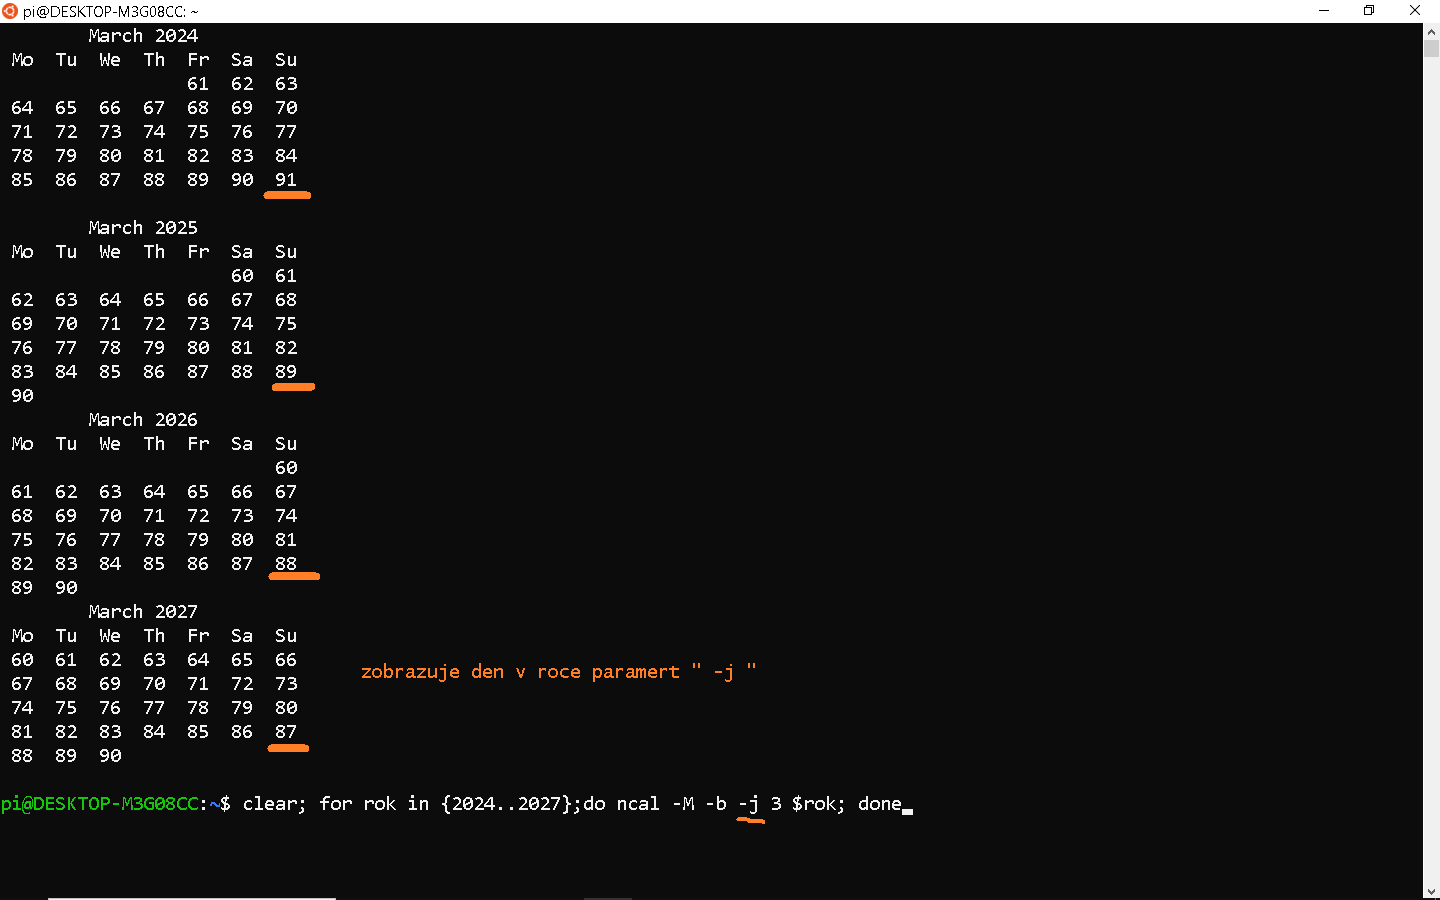 pi@DESKTOP-M3G08CC: ~
March 2024
Mo Tu We Th Fr Sa Su
61 62 63
64 65 66 67 68 69 70
71 72 73 74 75 76 77
78 79 80 81 82 83 84
85 86 87 88 89 90 91
March 2025
Mo Tu We Th Fr Sa Su
60 61
62 63 64 65 66 67 68
69 70 71 72 73 74 75
76 77 78 79 80 81 82
83 84 85 86 87 88 89
90
March 2026
Mo Tu We Th Fr Sa Su
60
61 62 63 64 65 66 67
68 69 70 71 72 73 74
75 76 77 78 79 80 81
82 83 84 85 86 87 88
89 90
March 2027
Mo Tu We Th Fr Sa Su
60 61 62 63 64 65 66
zobrazuje den v roce paramert " -j "
67 68 69 70 71 72 73
74 75 76 77 78 79 80
81 82 83 84 85 86 87
88 89 90
pi@DESKTOP-M3G08CC:~$ clear; for rok in {2024..2027};do ncal -M -b -j 3 $rok; done